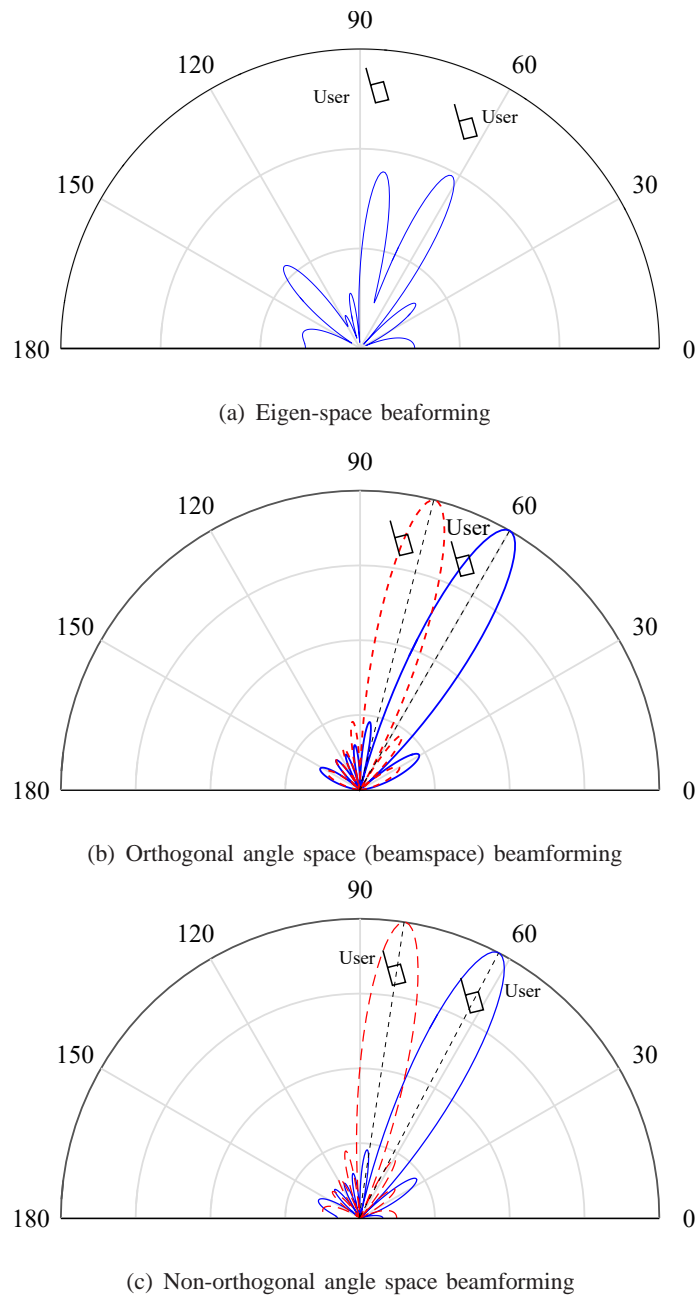 90
120
60
User
User
150
30
180
0
(a) Eigen-space beaforming
90
120
60
User
150
30
180
0
(b) Orthogonal angle space (beamspace) beamforming
90
120
60
User
User
150
30
180
0
(c) Non-orthogonal angle space beamforming